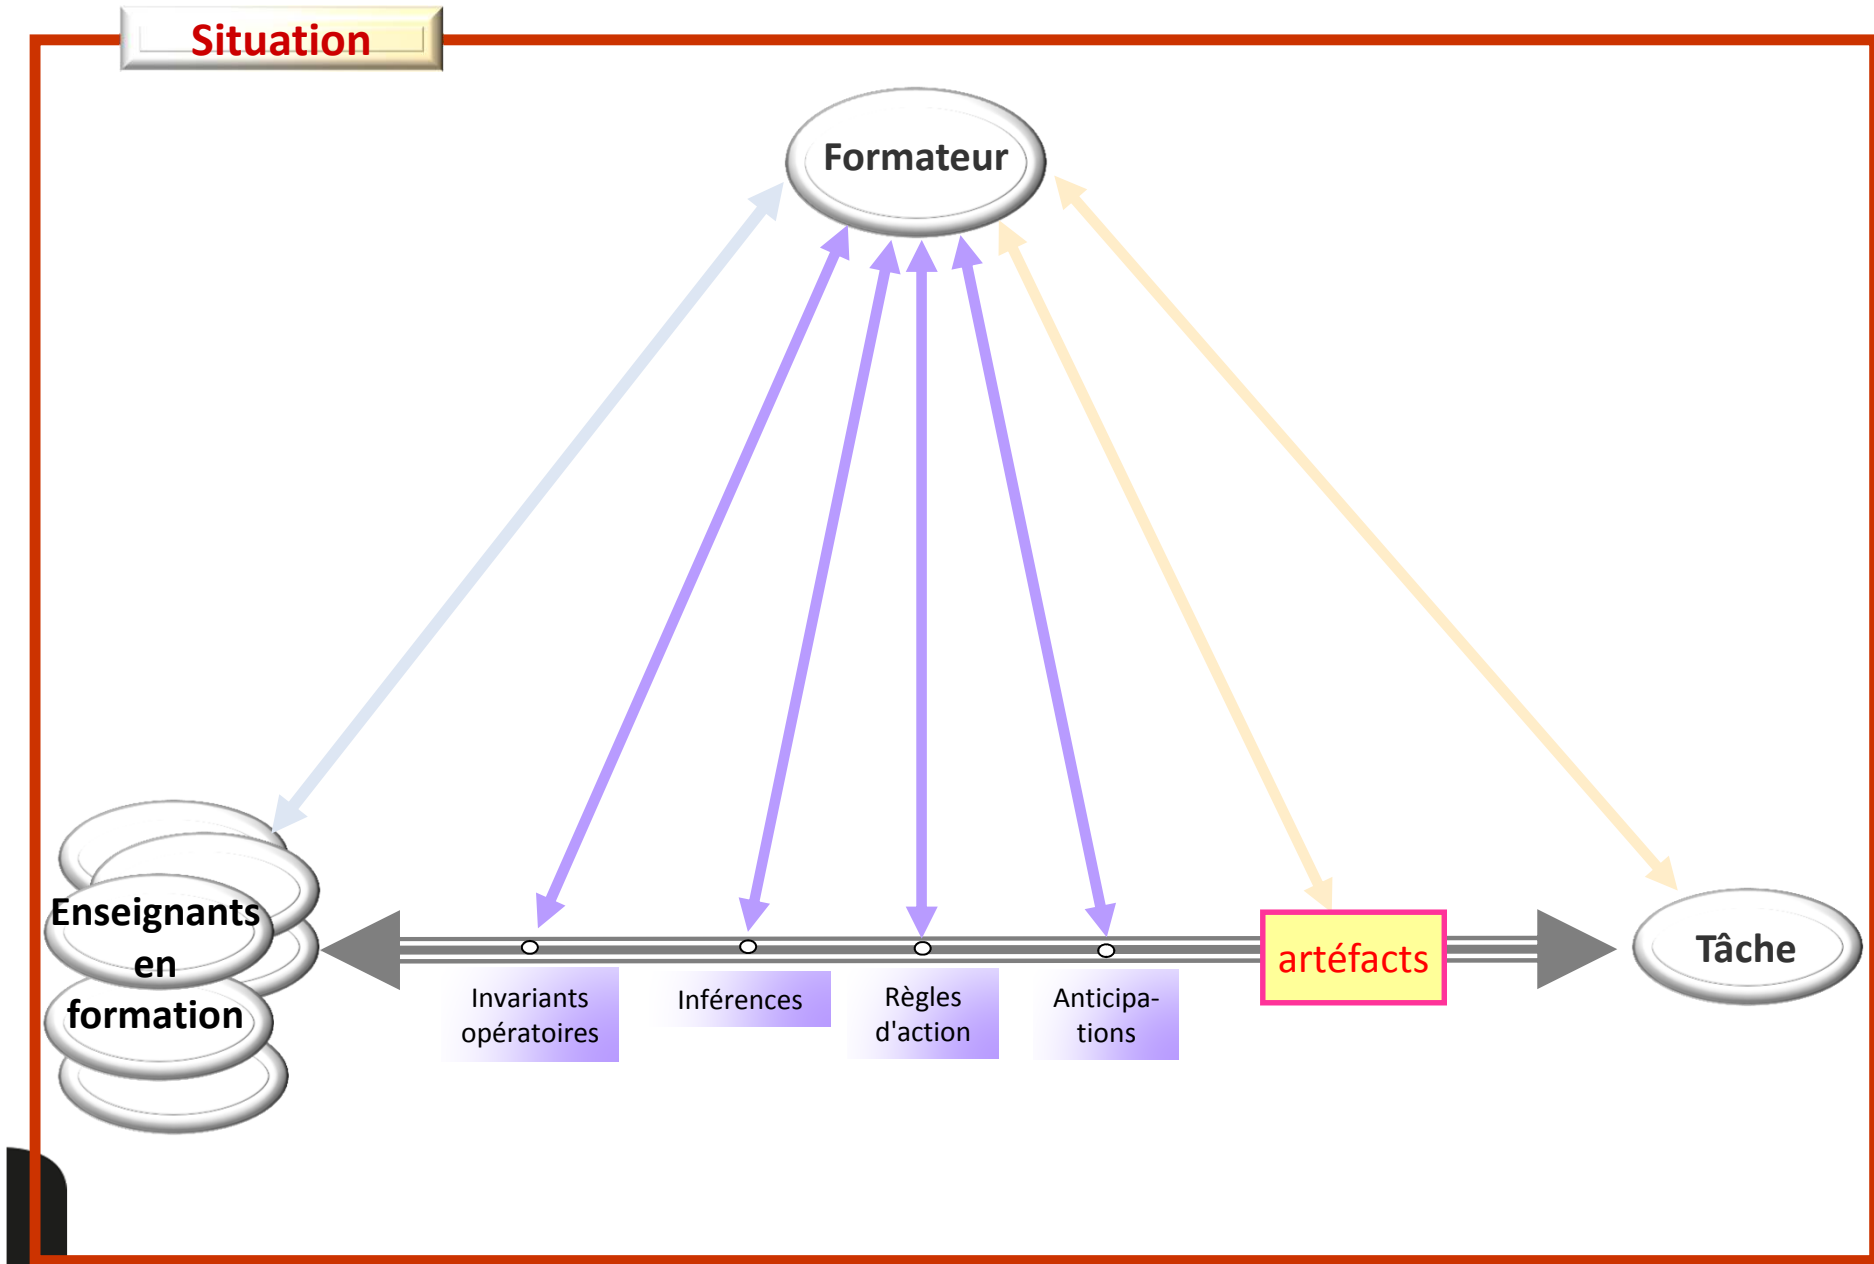 Situation
Formateur
Enseignants
en
formation
Invariants
opératoires
Inférences
Règles
d'action
Anticipa-
tions
artéfacts
Tâche